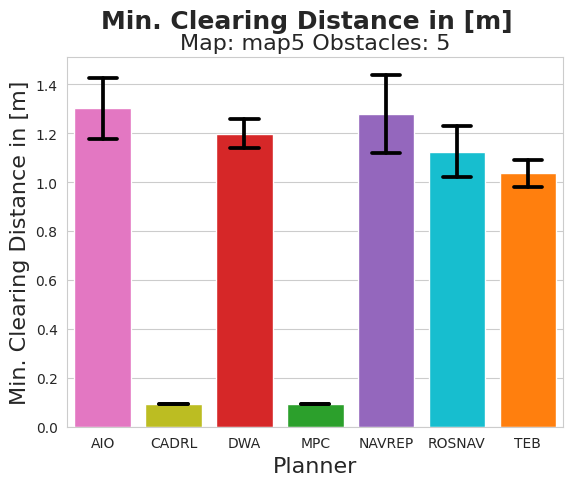 Min. Clearing Distance in [m]
Map: map5 Obstacles: 5
Min. Clearing Distance in [m]
1.4
1.2
1.0
0.8
0.6
0.4
0.2
0.0
AIO CADRL DWA MPC NAVREP ROSNAV TEB
Planner